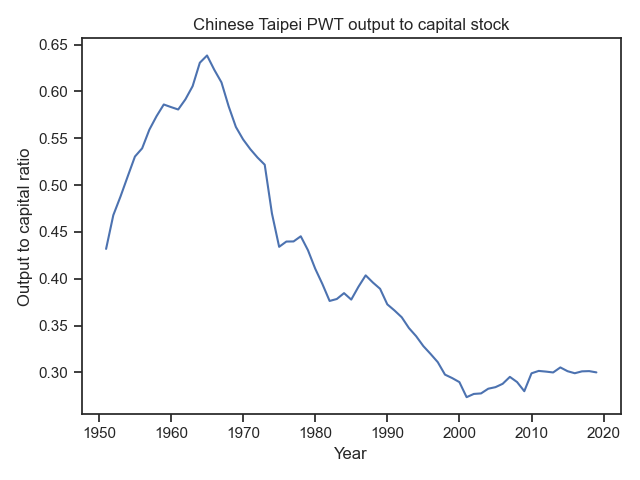 Chinese Taipei PWT output to capital stock
Output to capital ratio
0.65
0.60
0.55
0.50
0.45
0.40
0.35
0.30
1950 1960 1970 1980 1990 2000 2010 2020
Year